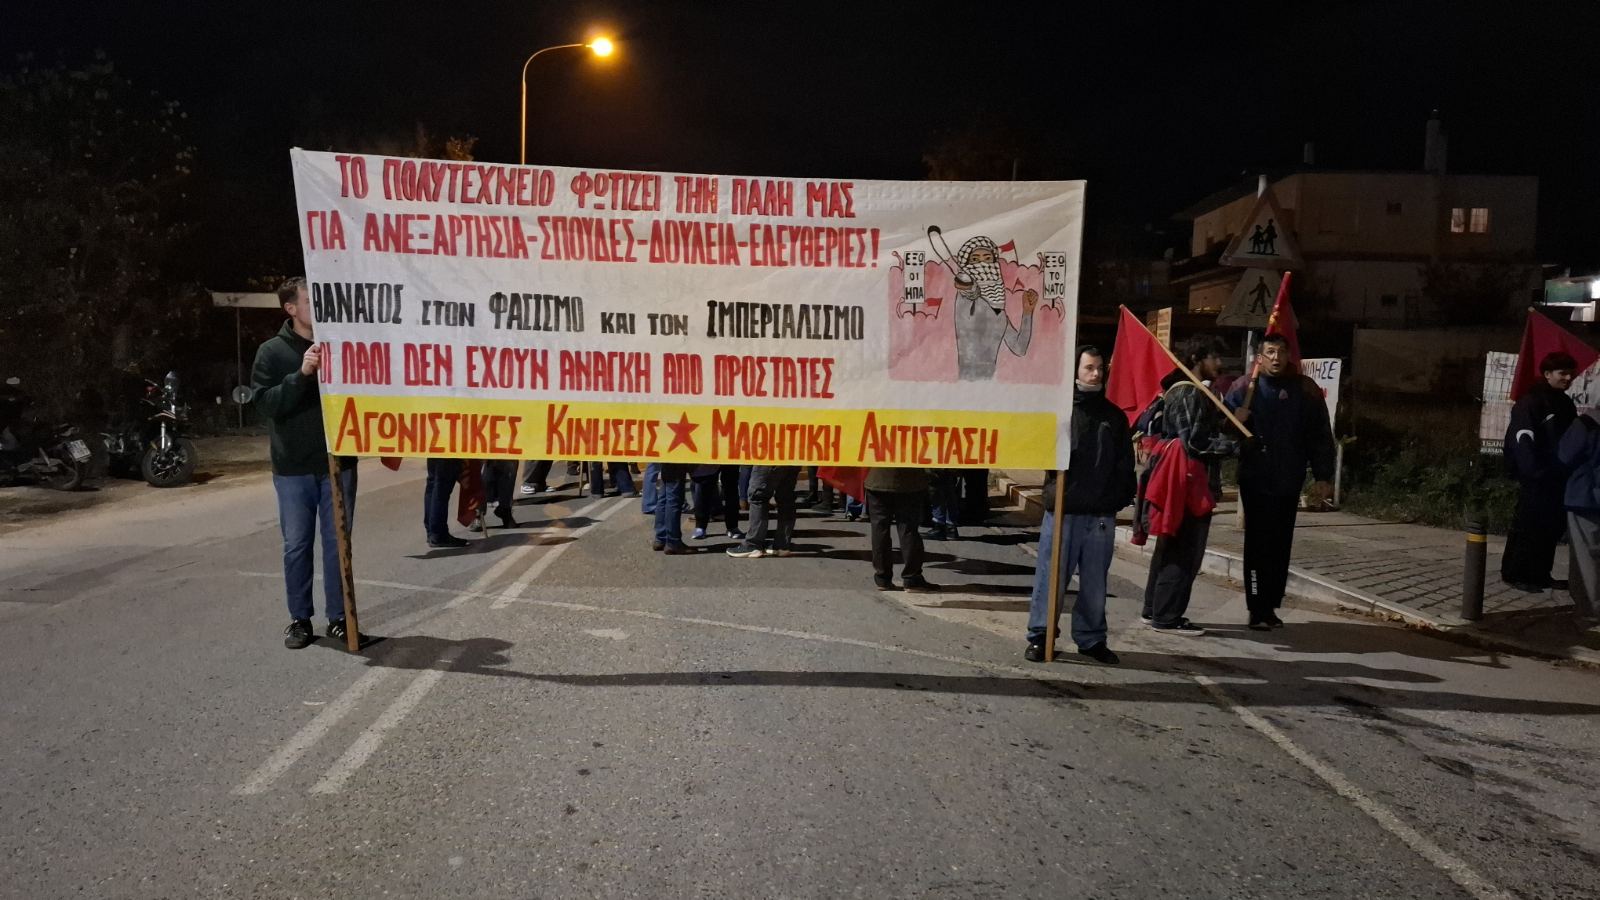 ΤΟ ΠΟΛΥΤΕΧΝΕΙΟ ΦΩΤΙΖΕΙ ΤΗΝ ΠΑΛΗ ΜΑΣ
ΓΙΑ ΑΝΕΞΑΡΤΗΣΙΑ-ΣΠΟΥΔΕΣ-ΔΟΥΛΕΙΑ-ΕΛΕΥΘΕΡΙΕΣ!
ΘΑΝΑΤΟΣ ΣΤΟΝ ΦΑΣΙΣΜΟ ΚΑΙ ΤΟΝ ΙΜΠΕΡΙΑΛΙΣΜΟ
ΟΙ ΛΑΟΙ ΔΕΝ ΕΧΟΥΝ ΑΝΑΓΚΗ ΑΠΟ ΠΡΟΣΤΑΤΕΣ
ΑΓΩΝΙΣΤΙΚΕΣ ΚΙΝΗΣΕΙΣ ★ ΜΑΘΗΤΙΚΗ ΑΝΤΙΣΤΑΣΗ
ΕΞΩ
ΟΙ
ΗΠΑ
ΕΞΩ
ΤΟ
ΝΑΤΟ